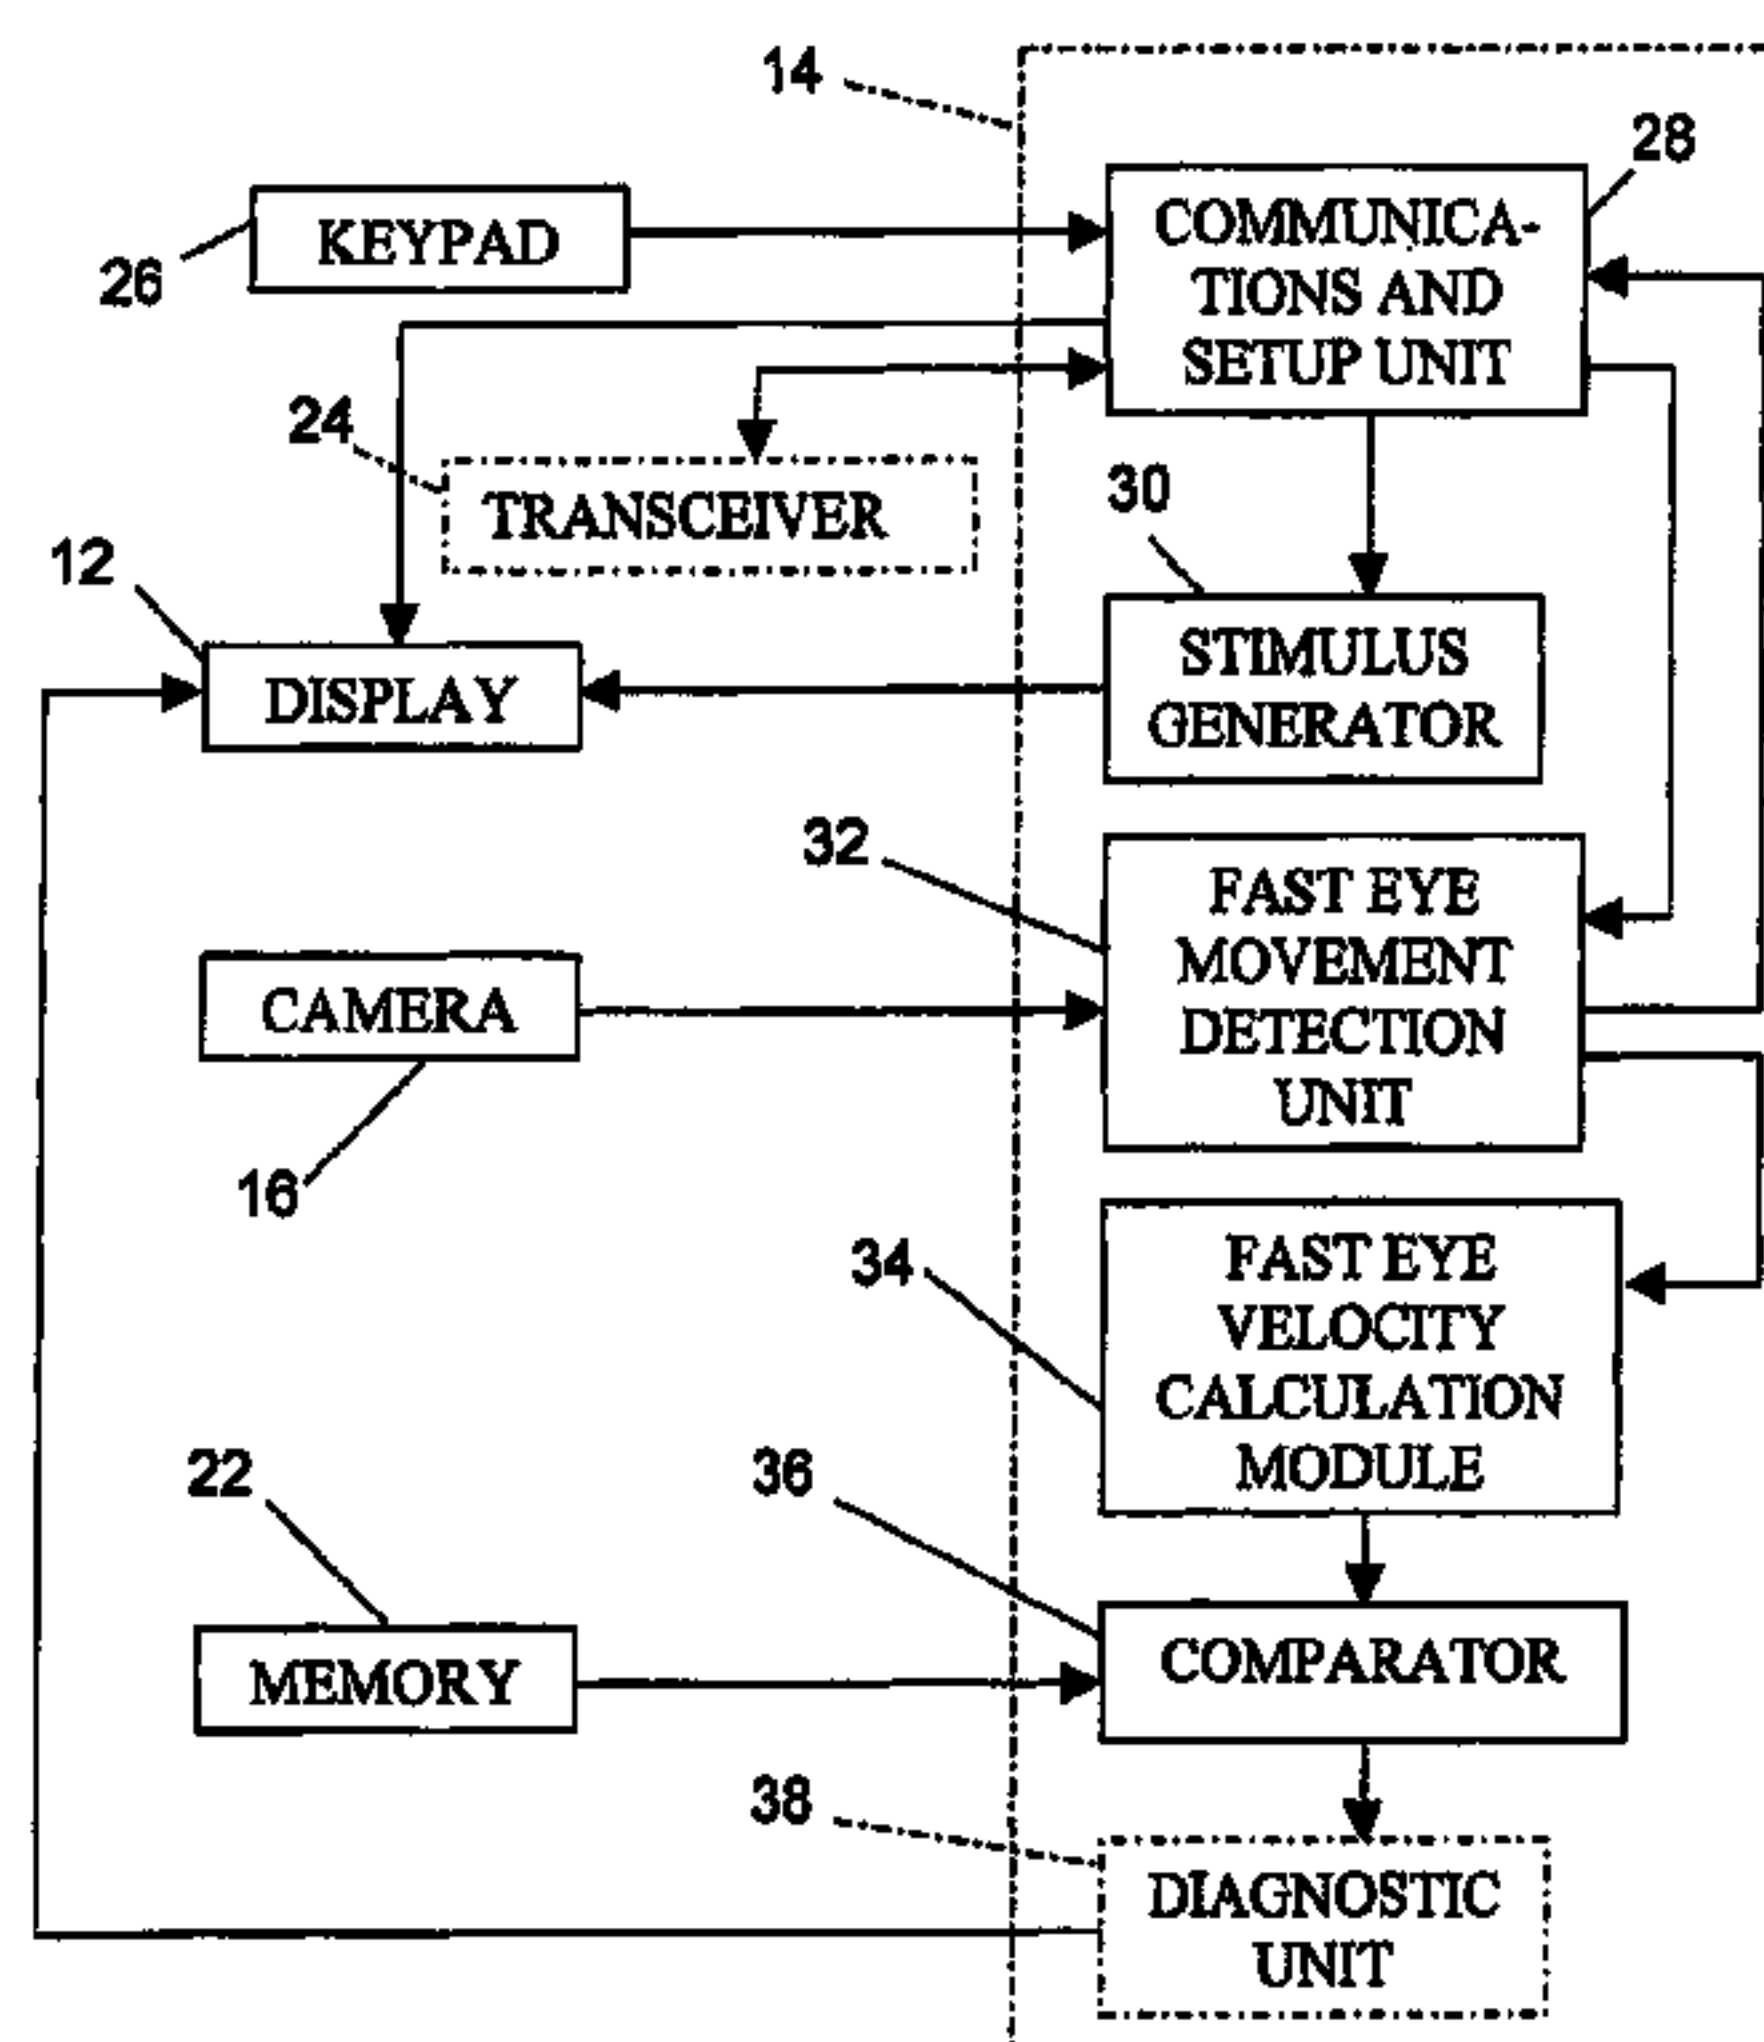 14
28
KEYPAD
26
COMMUNICA-
TIONS AND
SETUP UNIT
24
TRANSCEIVER
30
12
DISPLAY
STIMULUS
GENERATOR
32
FAST EYE
MOVEMENT
DETECTION
UNIT
CAMERA
16
34
FAST EYE
VELOCITY
CALCULATION
MODULE
22
36
MEMORY
COMPARATOR
38
DIAGNOSTIC
UNIT